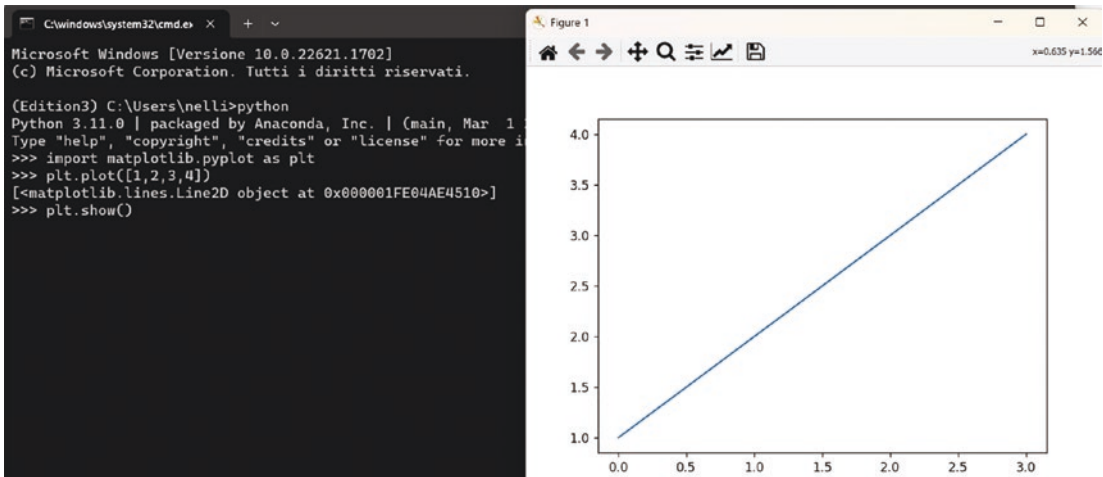 C:\windows\system32\cmd.ex
Microsoft Windows [Versione 10.0.22621.1702]
(c) Microsoft Corporation. Tutti i diritti riservati.
(Edition3) C:\Users\nelli>python
Python 3.11.0 | packaged by Anaconda, Inc. | (main, Mar 1
Type "help", "copyright", "credits" or "license" for more i
>>> import matplotlib.pyplot as plt
>>> plt.plot([1,2,3,4])
[<matplotlib.lines.Line2D object at 0x000001FE04AE4510>]
>>> plt.show()
Figure 1
x=0.635 y=1.566
4.0
3.5
3.0
2.5
2.0
1.5
1.0
0.0 0.5 1.0 1.5 2.0 2.5 3.0